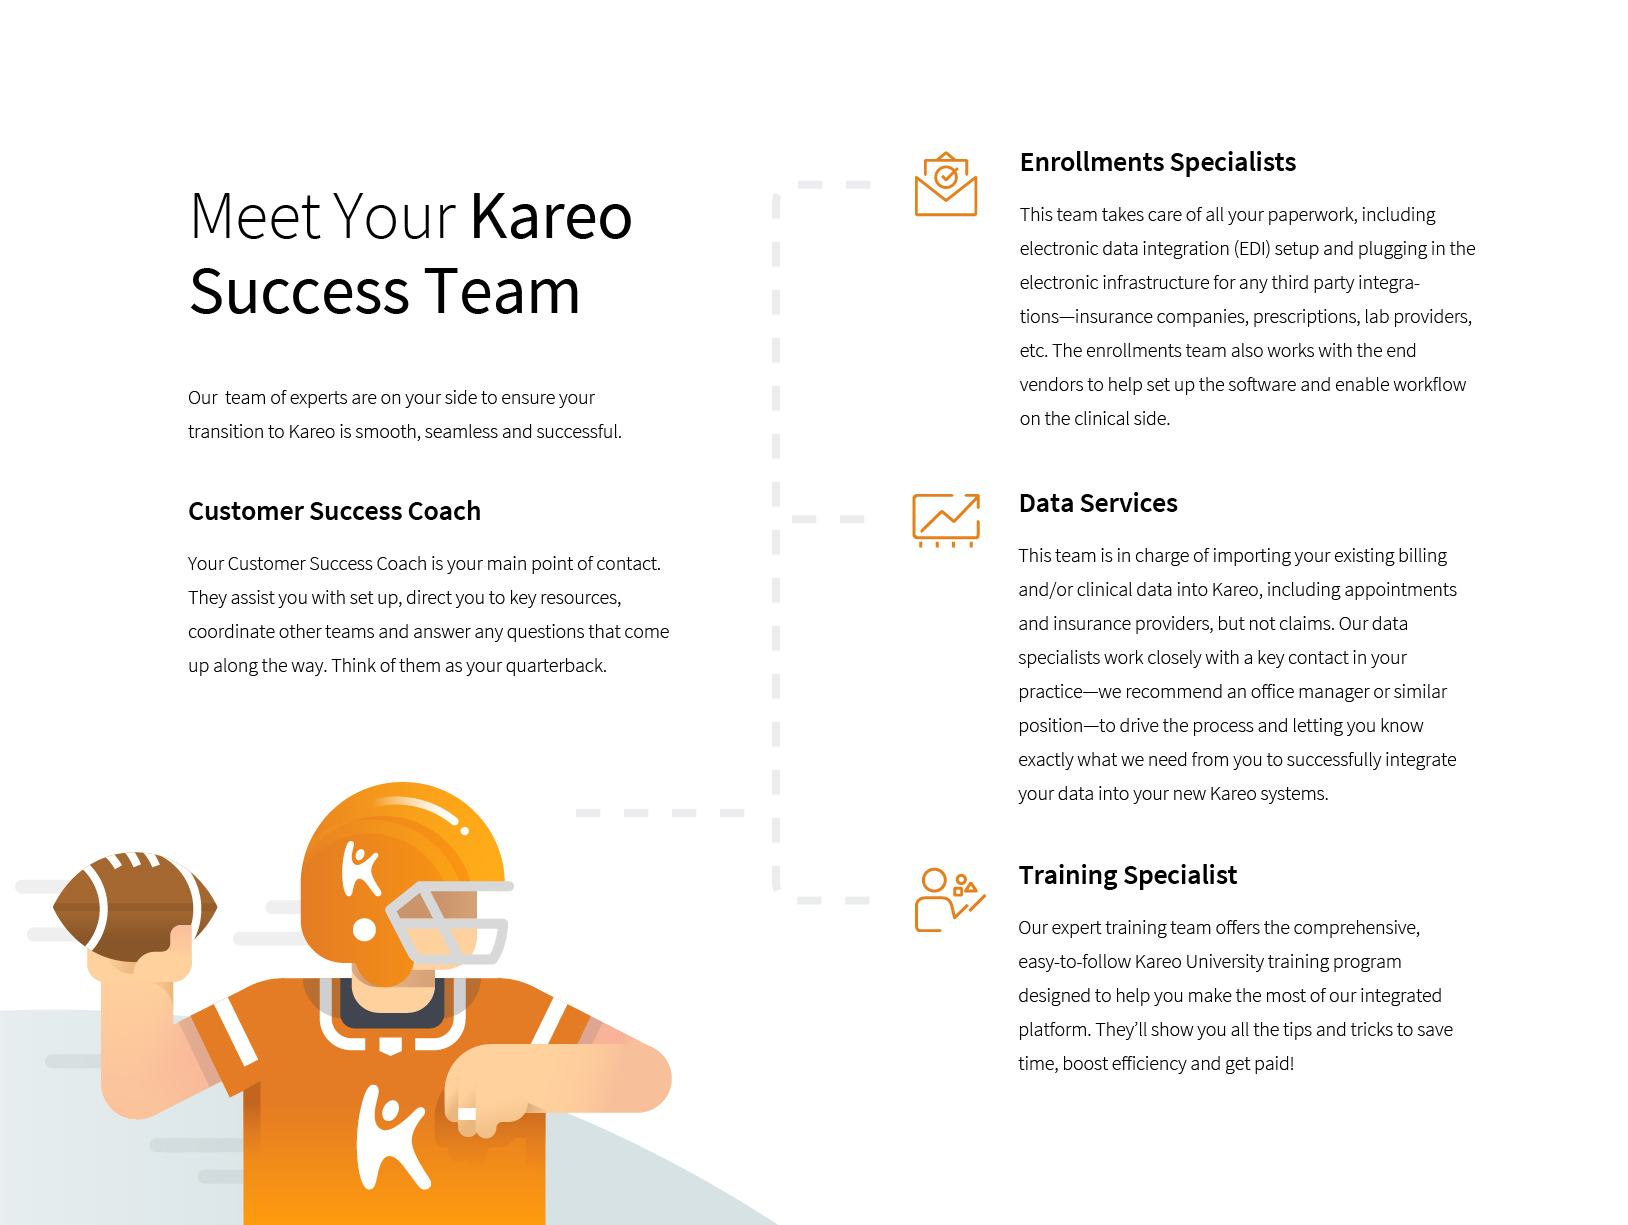 Meet Your Kareo
Success Team
Our  team of experts are on your side to ensure your
transition to Kareo is smooth, seamless and successful.
Customer Success Coach
Your Customer Success Coach is your main point of contact.
They assist you with set up, direct you to key resources,
coordinate other teams and answer any questions that come
up along the way. Think of them as your quarterback.
Enrollments Specialists
This team takes care of all your paperwork, including
electronic data integration (EDI) setup and plugging in the
electronic infrastructure for any third party integra-
tions—insurance companies, prescriptions, lab providers,
etc. The enrollments team also works with the end
vendors to help set up the software and enable workflow
on the clinical side.
Data Services
This team is in charge of importing your existing billing
and/or clinical data into Kareo, including appointments
and insurance providers, but not claims. Our data
specialists work closely with a key contact in your
practice—we recommend an office manager or similar
position—to drive the process and letting you know
exactly what we need from you to successfully integrate
your data into your new Kareo systems.
Training Specialist
Our expert training team offers the comprehensive,
easy-to-follow Kareo University training program
designed to help you make the most of our integrated
platform. They’ll show you all the tips and tricks to save
time, boost efficiency and get paid!